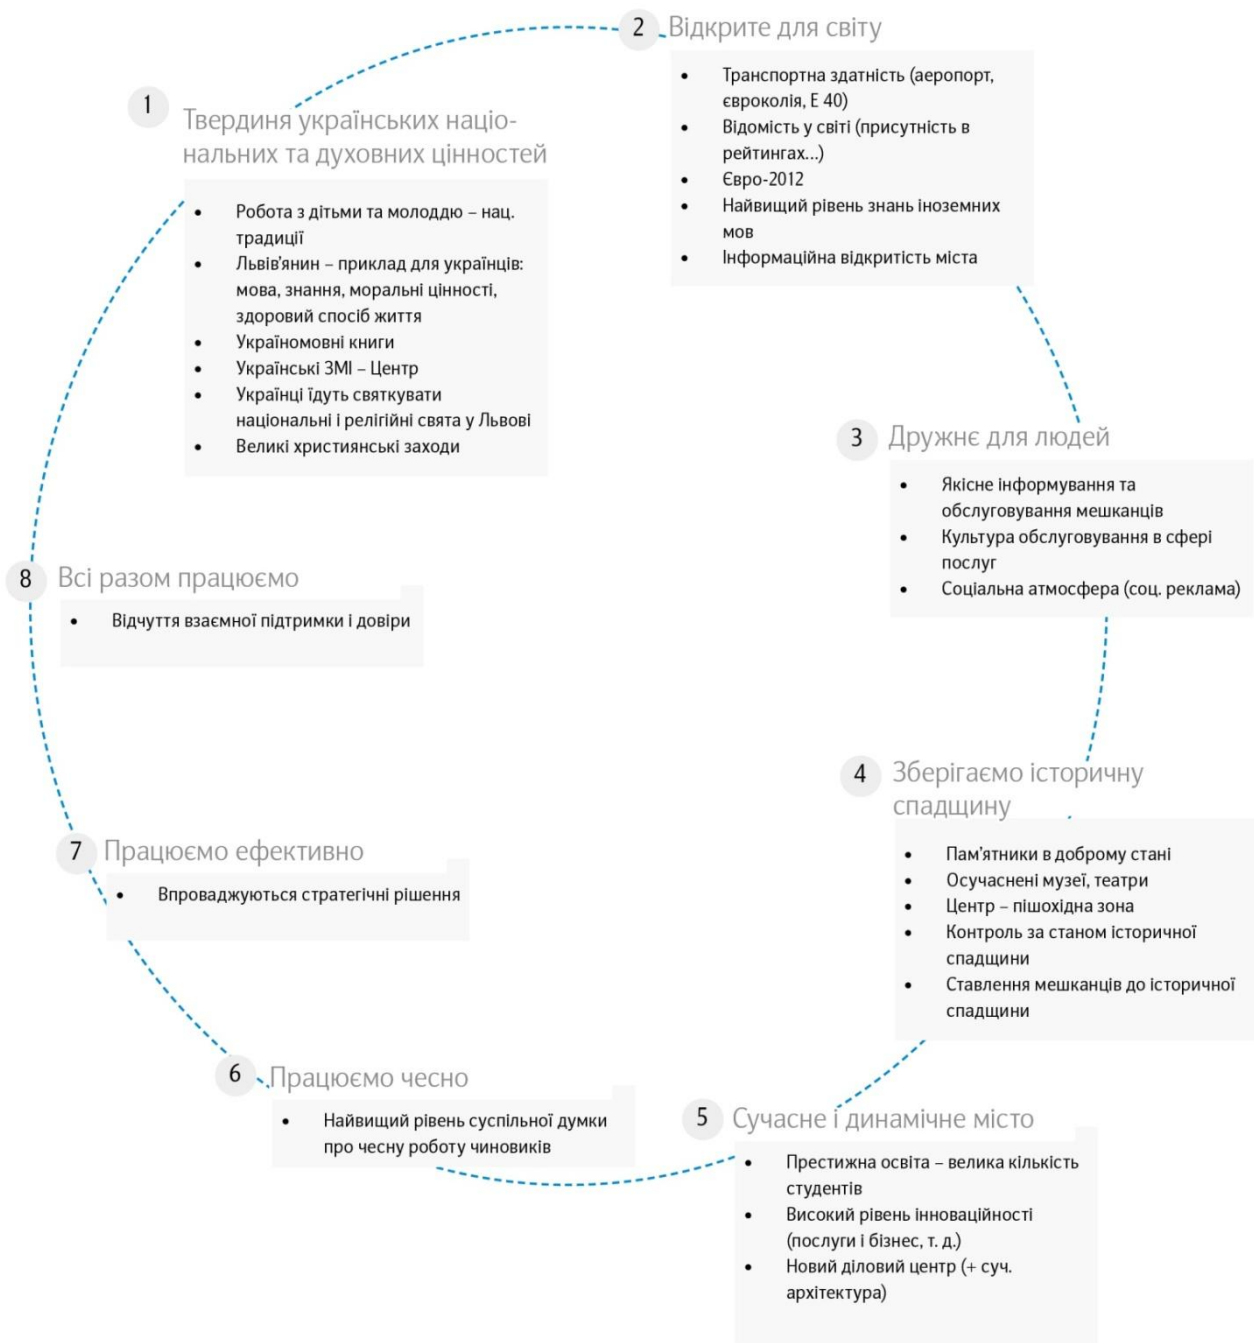 1
Твердиня українських націо-
нальних та духовних цінностей
• Робота з дітьми та молоддю – нац.
традиції
• Львів'янин – приклад для українців:
мова, знання, моральні цінності,
здоровий спосіб життя
• Україномовні книги
• Українські ЗМІ – Центр
• Українці їдуть святкувати
національні і релігійні свята у Львові
• Великі християнські заходи
2 Відкрите для світу
• Транспортна здатність (аеропорт,
євроколія, Е 40)
• Відомість у світі (присутність в
рейтингах...)
• Євро-2012
• Найвищий рівень знань іноземних
мов
• Інформаційна відкритість міста
3 Дружнє для людей
• Якісне інформування та
обслуговування мешканців
• Культура обслуговування в сфері
послуг
• Соціальна атмосфера (соц. реклама)
4 Зберігаємо історичну
спадщину
• Пам'ятники в доброму стані
• Осучаснені музеї, театри
• Центр – пішохідна зона
• Контроль за станом історичної
спадщини
• Ставлення мешканців до історичної
спадщини
5 Сучасне і динамічне місто
• Престижна освіта – велика кількість
студентів
• Високий рівень інноваційності
(послуги і бізнес, т. д.)
• Новий діловий центр (+ суч.
архітектура)
6 Працюємо чесно
• Найвищий рівень суспільної думки
про чесну роботу чиновиків
7 Працюємо ефективно
• Впроваджуються стратегічні рішення
8 Всі разом працюємо
• Відчуття взаємної підтримки і довіри